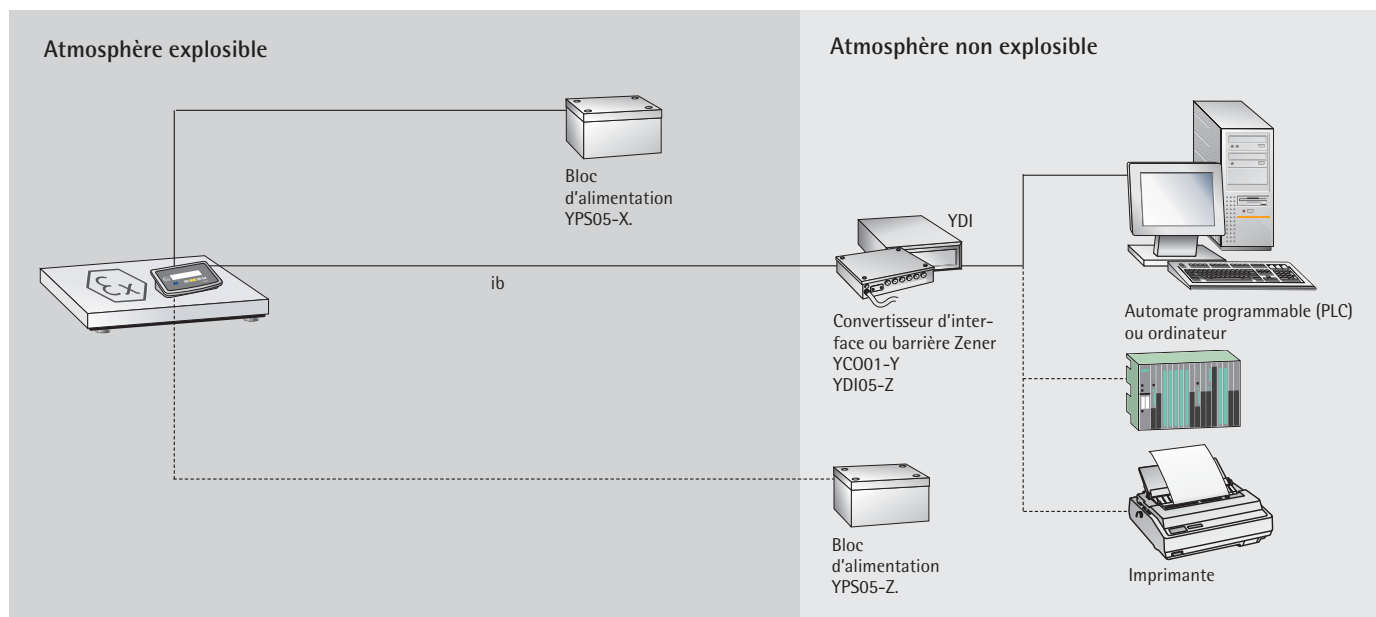 Atmosphère explosible
Atmosphère non explosible
Bloc
d'alimentation
YPS05-X.
YDI
Ex
ib
Convertisseur d'inter-
face ou barrière Zener
YCO01-Y
YDI05-Z
Automate programmable (PLC)
ou ordinateur
Bloc
d'alimentation
YPS05-Z.
Imprimante